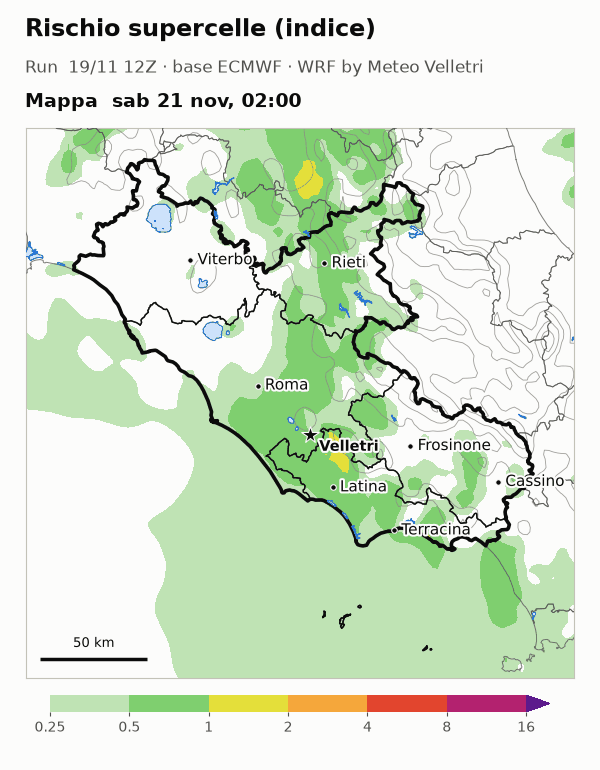 Rischio supercelle (indice)
Run  19/11 12Z · base ECMWF · WRF by Meteo Velletri
Mappa  sab 21 nov, 02:00
Viterbo
Rieti
Roma
Velletri
Frosinone
Latina
Cassino
Terracina
50 km
0.25 0.5 1 2 4 8 16